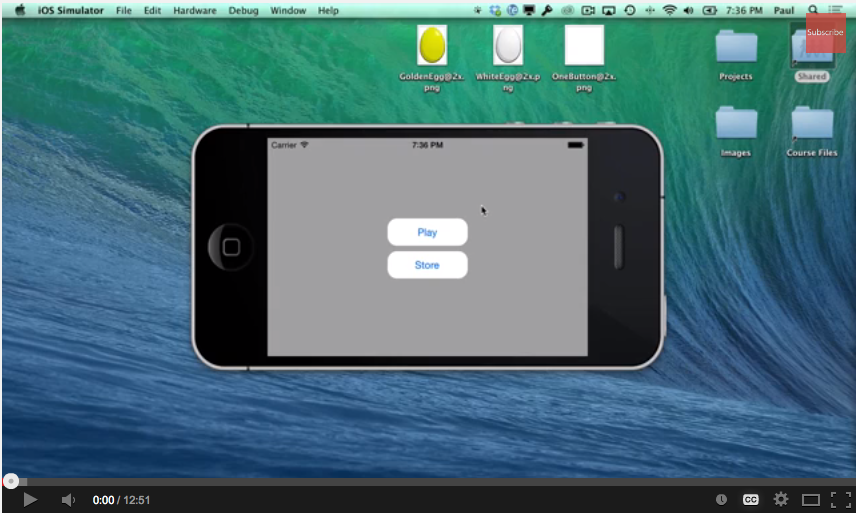 iOS Simulator File Edit Hardware Debug Window Help 7:36 PM Paul
Subscribe
GoldenEgg@2x.
png
WhiteEgg@2x.p
ng
OneButton@2x.
png
Projects
Shared
Images
Course Files
Carrier 7:36 PM
Play
Store
0:00 / 12:51 CC